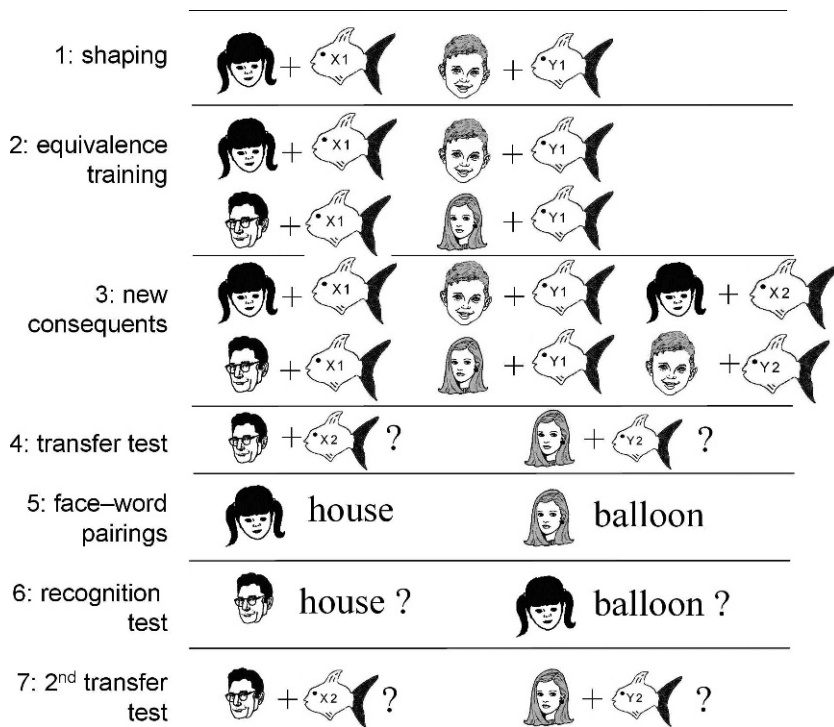 1: shaping
+ X1
+ Y1
2: equivalence
training
+ X1
+ Y1
+ X1
+ Y1
3: new
consequents
+ X1
+ Y1
+ X2
+ X1
+ Y1
+ Y2
4: transfer test
+ X2 ?
+ Y2 ?
5: face–word
pairings
house
balloon
6: recognition
test
house ?
balloon ?
7: 2nd transfer
test
+ X2 ?
+ Y2 ?